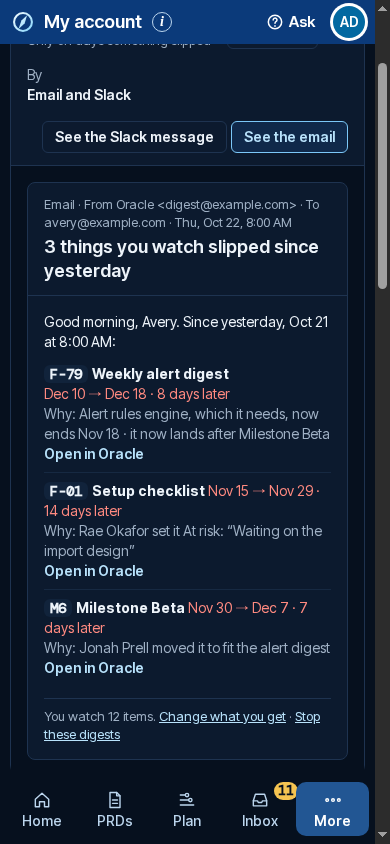 My account
i
Ask
AD
Only on days something slipped
By
Email and Slack
See the Slack message
See the email
Email · From Oracle <digest@example.com> · To
avery@example.com · Thu, Oct 22, 8:00 AM
3 things you watch slipped since
yesterday
Good morning, Avery. Since yesterday, Oct 21
at 8:00 AM:
F-79 Weekly alert digest
Dec 10 → Dec 18 · 8 days later
Why: Alert rules engine, which it needs, now
ends Nov 18 · it now lands after Milestone Beta
Open in Oracle
F-01 Setup checklist Nov 15 → Nov 29 ·
14 days later
Why: Rae Okafor set it At risk: “Waiting on the
import design”
Open in Oracle
M6 Milestone Beta Nov 30 → Dec 7 · 7
days later
Why: Jonah Prell moved it to fit the alert digest
Open in Oracle
You watch 12 items. Change what you get · Stop
these digests
11
Home
PRDs
Plan
Inbox
More